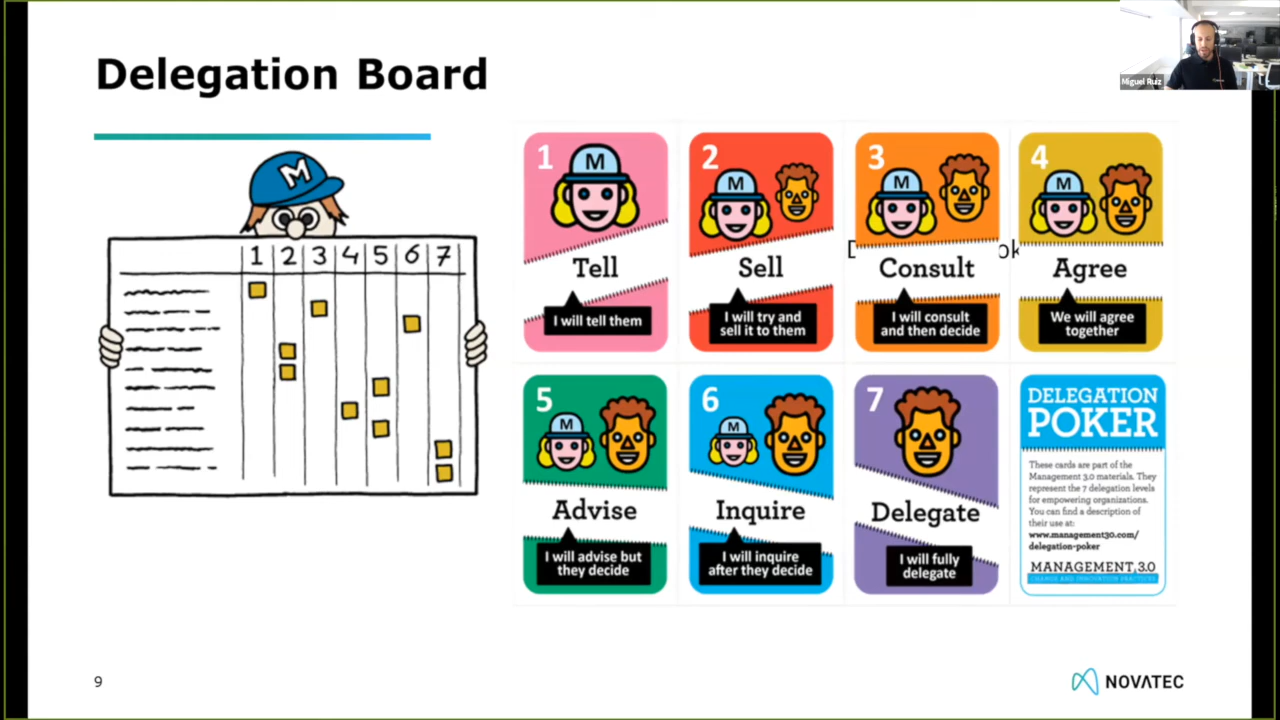 Delegation Board
Miguel Ruiz
M
1 2 3 4 5 6 7
1
M
Tell
I will tell them
2
M
Sell
I will try and
sell it to them
3
M
Consult
I will consult
and then decide
4
M
Agree
We will agree
together
5
M
Advise
I will advise but
they decide
6
M
Inquire
I will inquire
after they decide
7
Delegate
I will fully
delegate
DELEGATION
POKER
These cards are part of the
Management 3.0 materials. They
represent the 7 delegation levels
for empowering organizations.
You can find a description of
their use at:
www.management30.com/
delegation-poker
MANAGEMENT 3.0
CHANGE AND INNOVATION PRACTICES
9
NOVATEC